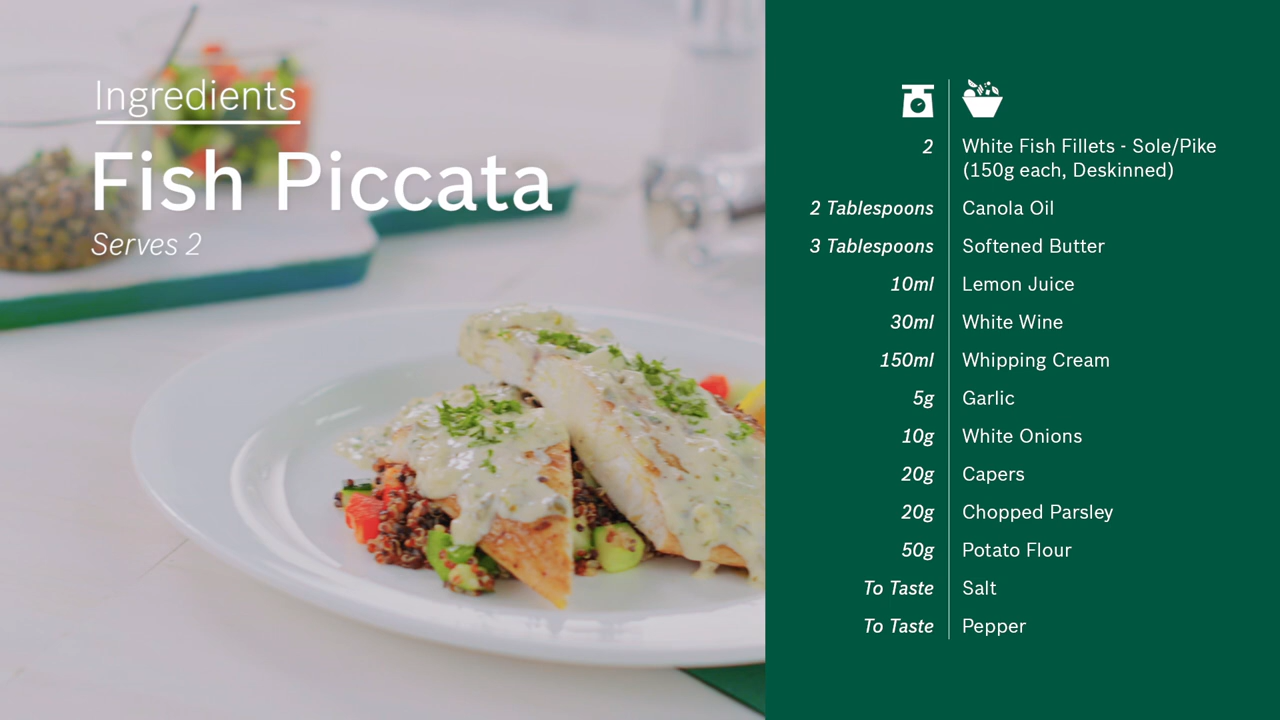 Ingredients
Fish Piccata
Serves 2
2 White Fish Fillets - Sole/Pike
(150g each, Deskinned)
2 Tablespoons Canola Oil
3 Tablespoons Softened Butter
10ml Lemon Juice
30ml White Wine
150ml Whipping Cream
5g Garlic
10g White Onions
20g Capers
20g Chopped Parsley
50g Potato Flour
To Taste Salt
To Taste Pepper